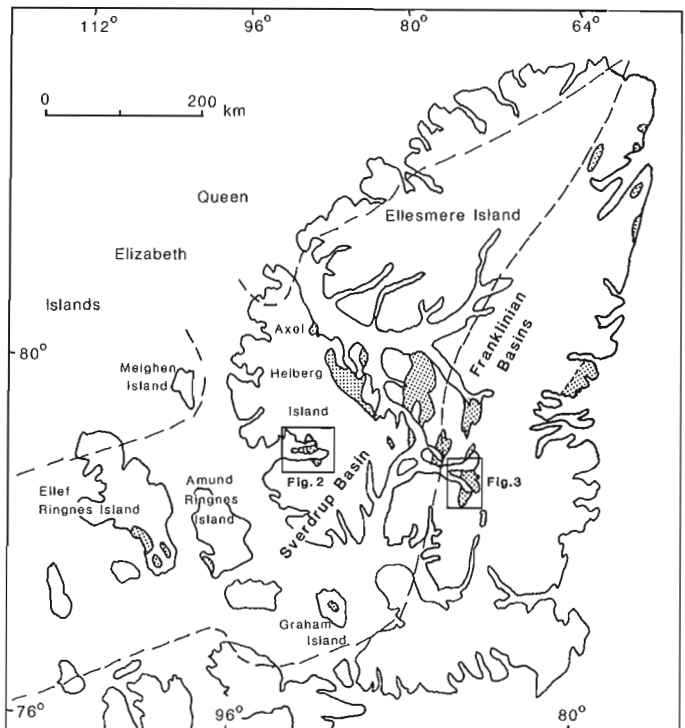 112° 96° 80° 64°
0 200 km
Queen
Ellesmere Island
Elizabeth
Islands
Franklinian
Basins
Axel
80°
Meighen
Island
Heiberg
Island
Fig. 2
Amund
Ringnes
Island
Ellef
Ringnes Island
Sverdrup Basin
Fig.3
Graham
Island
76° 96° 80°